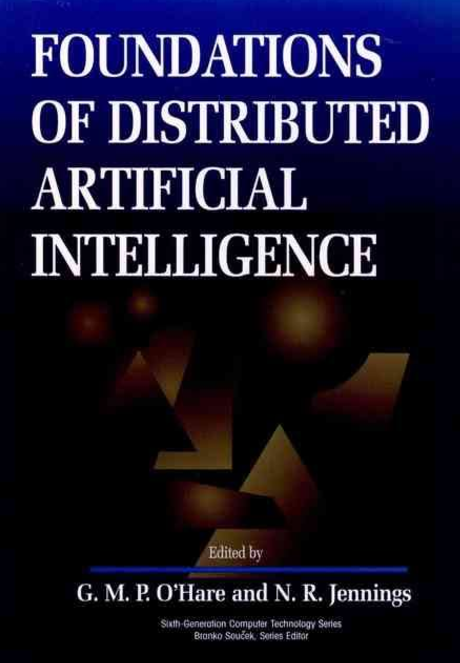 FOUNDATIONS
OF DISTRIBUTED
ARTIFICIAL
INTELLIGENCE
Edited by
G. M. P. O'Hare and N. R. Jennings
Sixth-Generation Computer Technology Series
Branko Souček, Series Editor